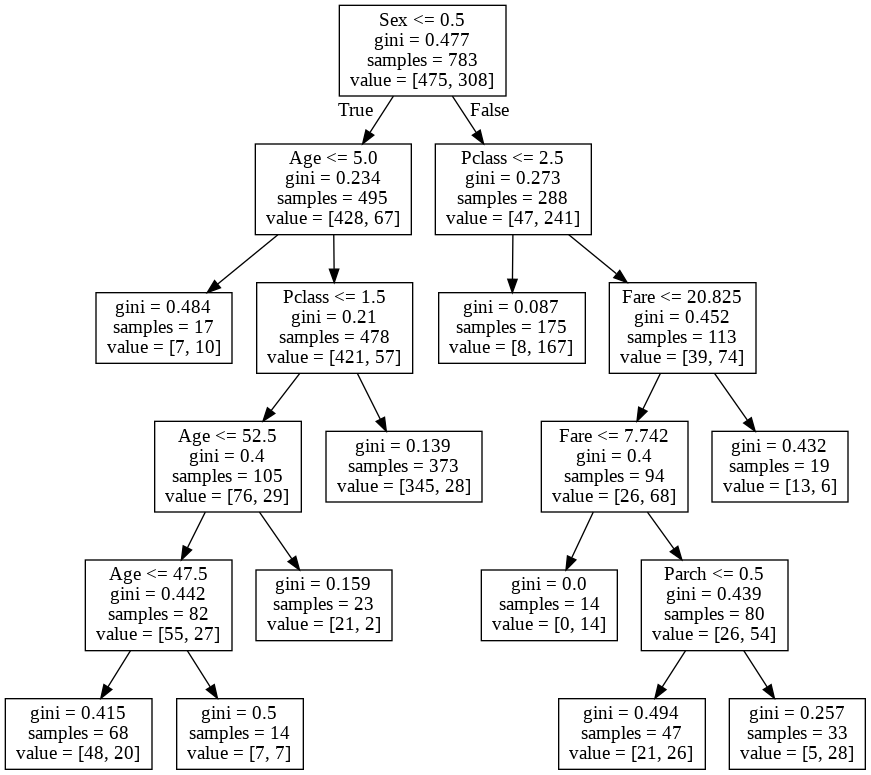 Sex <= 0.5
gini = 0.477
samples = 783
value = [475, 308]
True
False
Age <= 5.0
gini = 0.234
samples = 495
value = [428, 67]
Pclass <= 2.5
gini = 0.273
samples = 288
value = [47, 241]
gini = 0.484
samples = 17
value = [7, 10]
Pclass <= 1.5
gini = 0.21
samples = 478
value = [421, 57]
gini = 0.087
samples = 175
value = [8, 167]
Fare <= 20.825
gini = 0.452
samples = 113
value = [39, 74]
Age <= 52.5
gini = 0.4
samples = 105
value = [76, 29]
gini = 0.139
samples = 373
value = [345, 28]
Fare <= 7.742
gini = 0.4
samples = 94
value = [26, 68]
gini = 0.432
samples = 19
value = [13, 6]
Age <= 47.5
gini = 0.442
samples = 82
value = [55, 27]
gini = 0.159
samples = 23
value = [21, 2]
gini = 0.0
samples = 14
value = [0, 14]
Parch <= 0.5
gini = 0.439
samples = 80
value = [26, 54]
gini = 0.415
samples = 68
value = [48, 20]
gini = 0.5
samples = 14
value = [7, 7]
gini = 0.494
samples = 47
value = [21, 26]
gini = 0.257
samples = 33
value = [5, 28]